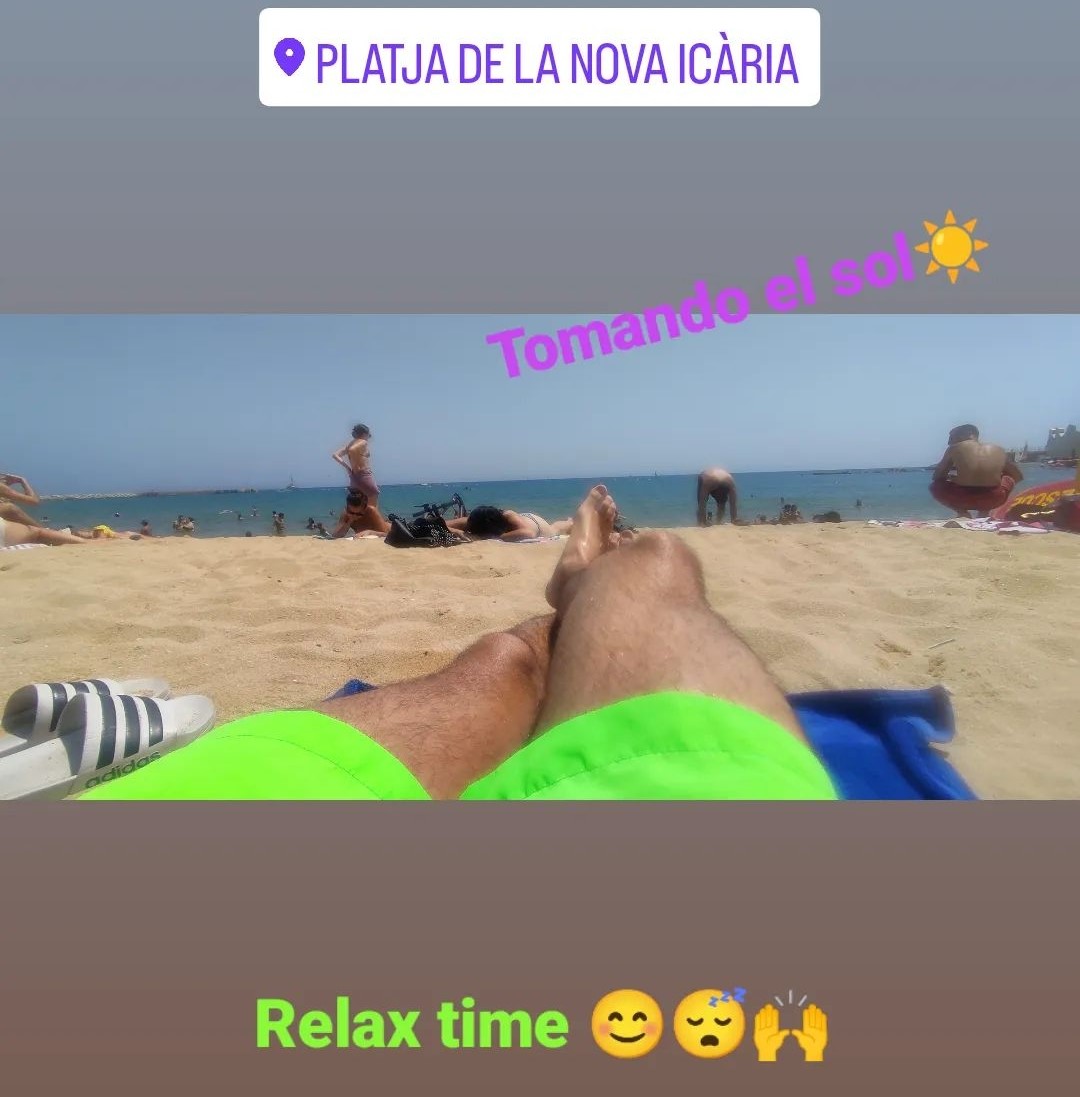 PLATJA DE LA NOVA ICÀRIA
Tomando el sol☀️
adidas
Relax time 😊😴🙌